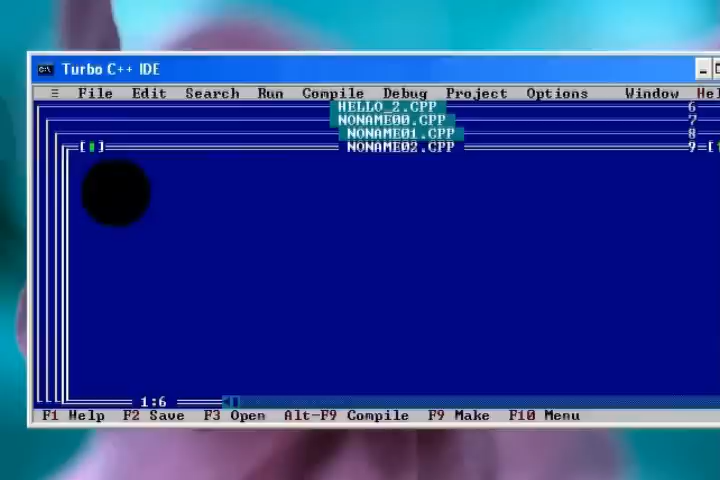 Turbo C++ IDE
≡ File Edit Search Run Compile Debug Project Options Window
HELLO_2.CPP 6
NONAME00.CPP 7
NONAME01.CPP 8
NONAME02.CPP 9
1:6
F1 Help F2 Save F3 Open Alt-F9 Compile F9 Make F10 Menu